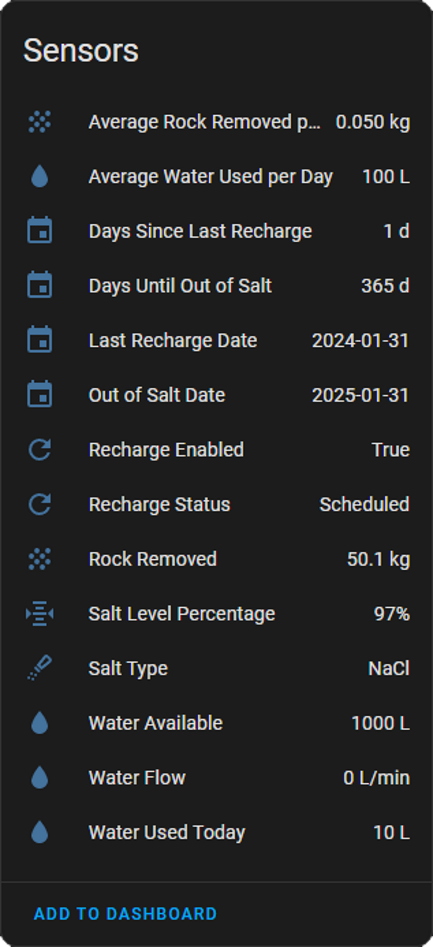 Sensors
Average Rock Removed p... 0.050 kg
Average Water Used per Day 100 L
Days Since Last Recharge 1 d
Days Until Out of Salt 365 d
Last Recharge Date 2024-01-31
Out of Salt Date 2025-01-31
Recharge Enabled True
Recharge Status Scheduled
Rock Removed 50.1 kg
Salt Level Percentage 97%
Salt Type NaCl
Water Available 1000 L
Water Flow 0 L/min
Water Used Today 10 L
ADD TO DASHBOARD